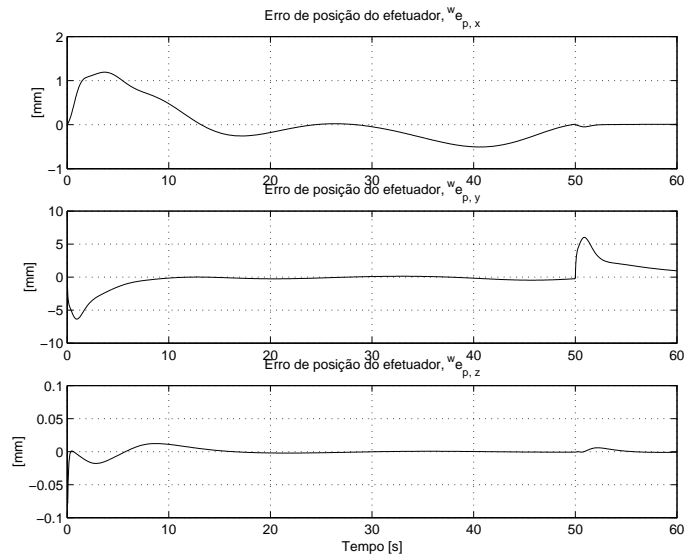 Erro de posição do efetuador, ʷe p, x
2
1
0
−1
[mm]
0 10 20 30 40 50 60
Erro de posição do efetuador, ʷe p, y
10
5
0
−5
−10
[mm]
0 10 20 30 40 50 60
Erro de posição do efetuador, ʷe p, z
0.1
0.05
0
−0.05
−0.1
[mm]
0 10 20 30 40 50 60
Tempo [s]